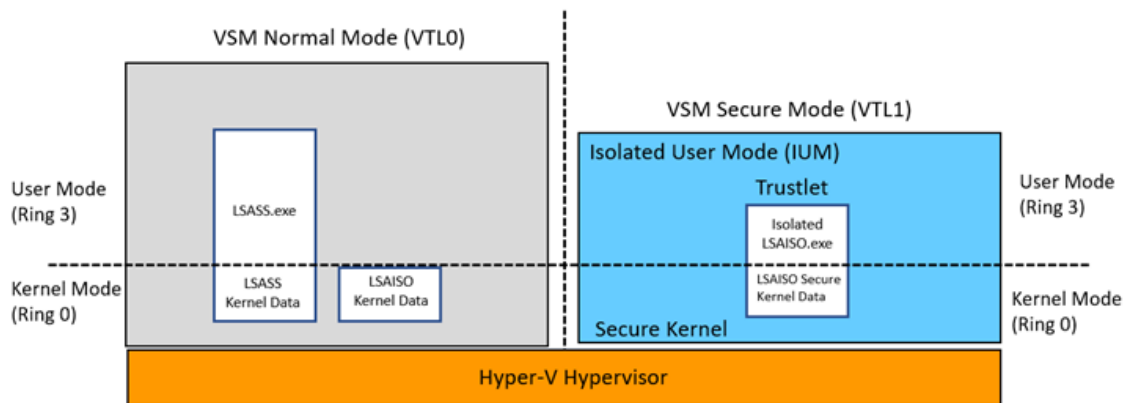 VSM Normal Mode (VTL0)
VSM Secure Mode (VTL1)
Isolated User Mode (IUM)
Trustlet
User Mode
(Ring 3)
LSASS.exe
Isolated
LSAISO.exe
User Mode
(Ring 3)
Kernel Mode
(Ring 0)
LSASS
Kernel Data
LSAISO
Kernel Data
LSAISO Secure
Kernel Data
Secure Kernel
Kernel Mode
(Ring 0)
Hyper-V Hypervisor